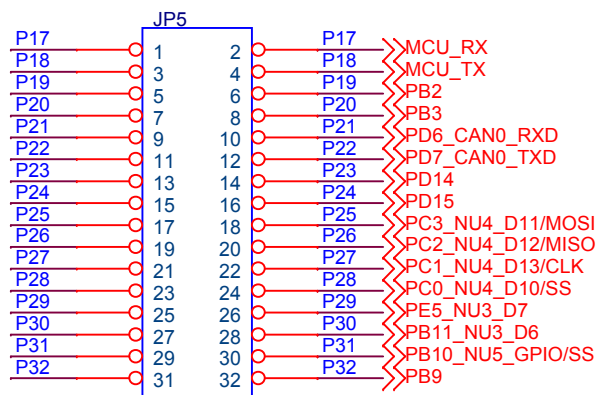 JP5
P17 1 2 P17 MCU_RX
P18 3 4 P18 MCU_TX
P19 5 6 P19 PB2
P20 7 8 P20 PB3
P21 9 10 P21 PD6_CAN0_RXD
P22 11 12 P22 PD7_CAN0_TXD
P23 13 14 P23 PD14
P24 15 16 P24 PD15
P25 17 18 P25 PC3_NU4_D11/MOSI
P26 19 20 P26 PC2_NU4_D12/MISO
P27 21 22 P27 PC1_NU4_D13/CLK
P28 23 24 P28 PC0_NU4_D10/SS
P29 25 26 P29 PE5_NU3_D7
P30 27 28 P30 PB11_NU3_D6
P31 29 30 P31 PB10_NU5_GPIO/SS
P32 31 32 P32 PB9